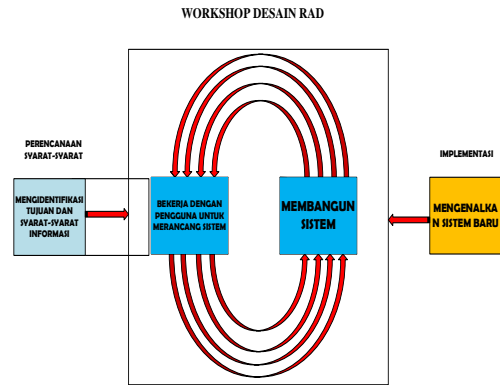 WORKSHOP DESAIN RAD
PERENCANAAN
SYARAT-SYARAT
IMPLEMENTASI
MENGIDENTIFIKASI
TUJUAN DAN
SYARAT-SYARAT
INFORMASI
BEKERJA DENGAN
PENGGUNA UNTUK
MERANCANG SISTEM
MEMBANGUN
SISTEM
MENGENALKA
N SISTEM BARU